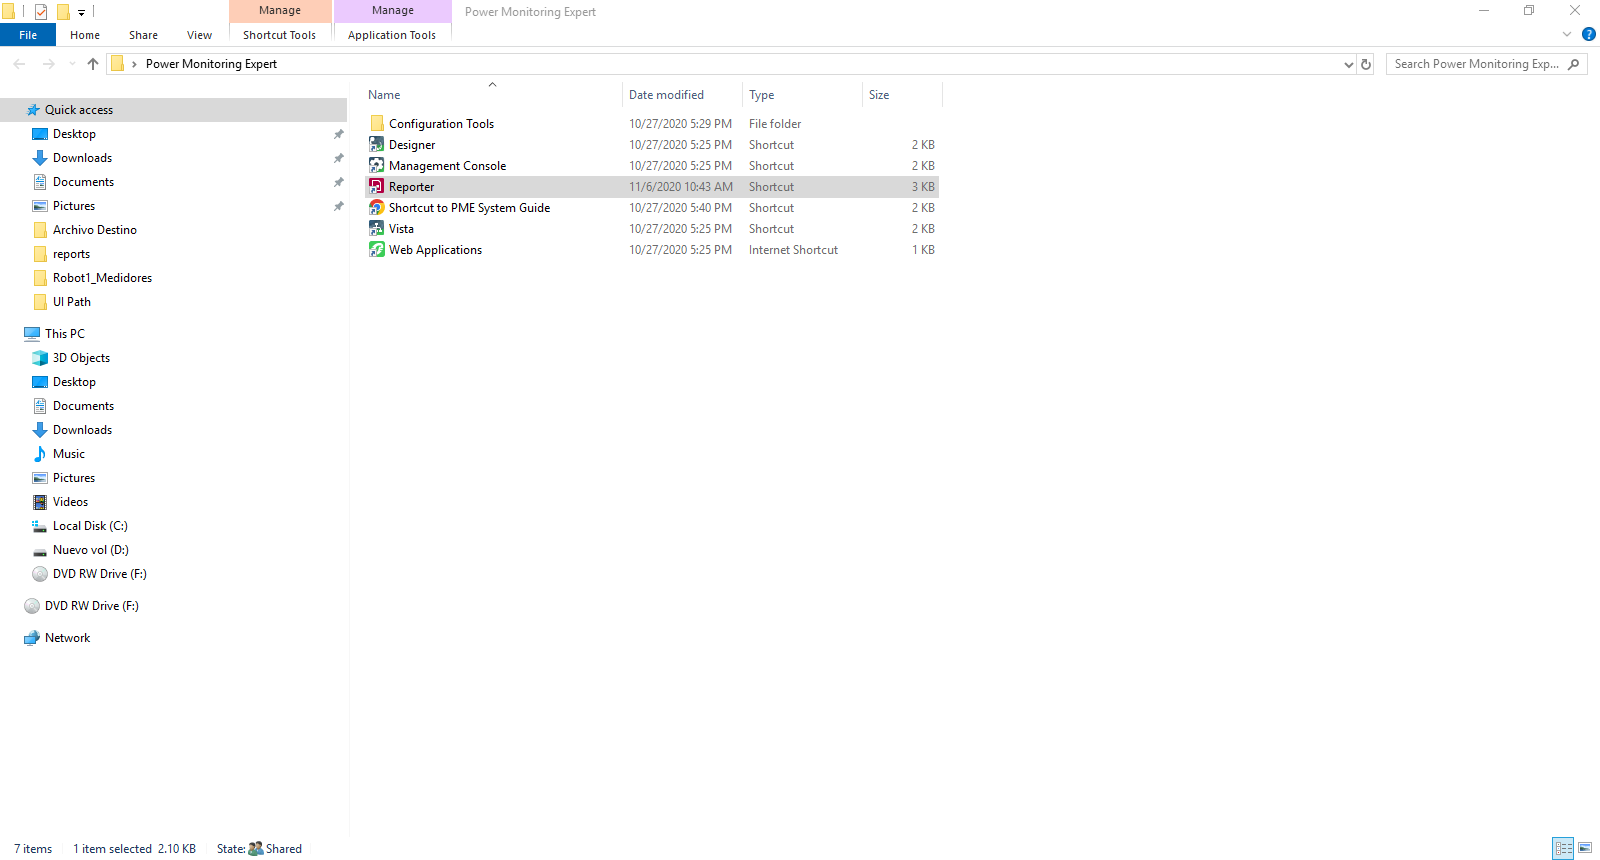 Manage
Manage
Power Monitoring Expert
File
Home
Share
View
Shortcut Tools
Application Tools
?
Power Monitoring Expert
Search Power Monitoring Exp...
Quick access
Desktop
Downloads
Documents
Pictures
Archivo Destino
reports
Robot1_Medidores
UI Path
This PC
3D Objects
Desktop
Documents
Downloads
Music
Pictures
Videos
Local Disk (C:)
Nuevo vol (D:)
DVD RW Drive (F:)
DVD RW Drive (F:)
Network
Name Date modified Type Size
Configuration Tools 10/27/2020 5:29 PM File folder
Designer 10/27/2020 5:25 PM Shortcut 2 KB
Management Console 10/27/2020 5:25 PM Shortcut 2 KB
Reporter 11/6/2020 10:43 AM Shortcut 3 KB
Shortcut to PME System Guide 10/27/2020 5:40 PM Shortcut 2 KB
Vista 10/27/2020 5:25 PM Shortcut 2 KB
Web Applications 10/27/2020 5:25 PM Internet Shortcut 1 KB
7 items 1 item selected 2.10 KB State: Shared